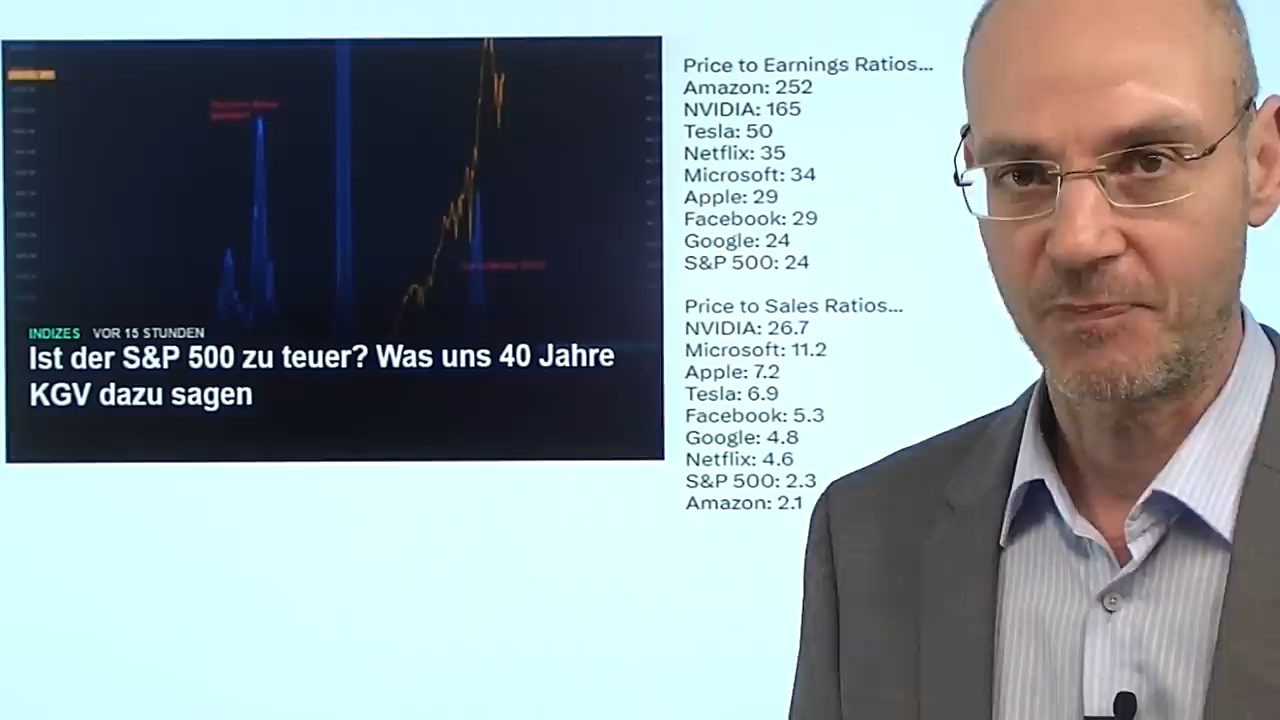 INDIZES VOR 15 STUNDEN
Ist der S&P 500 zu teuer? Was uns 40 Jahre
KGV dazu sagen
Price to Earnings Ratios...
Amazon: 252
NVIDIA: 165
Tesla: 50
Netflix: 35
Microsoft: 34
Apple: 29
Facebook: 29
Google: 24
S&P 500: 24
Price to Sales Ratios...
NVIDIA: 26.7
Microsoft: 11.2
Apple: 7.2
Tesla: 6.9
Facebook: 5.3
Google: 4.8
Netflix: 4.6
S&P 500: 2.3
Amazon: 2.1